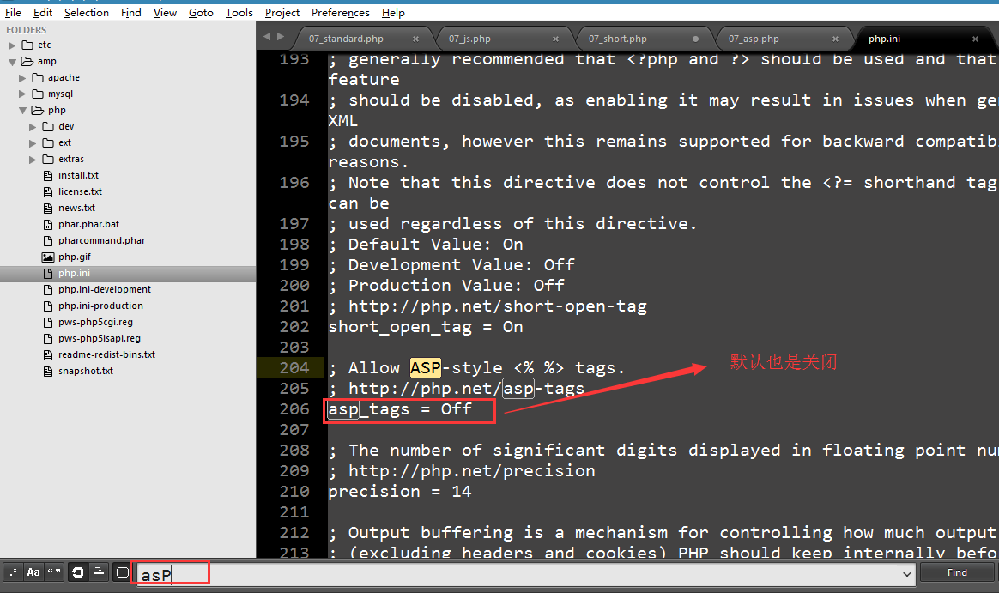 File Edit Selection Find View Goto Tools Project Preferences Help
FOLDERS
etc
amp
apache
mysql
php
dev
ext
extras
install.txt
license.txt
news.txt
phar.phar.bat
pharcommand.phar
php.gif
php.ini
php.ini-development
php.ini-production
pws-php5cgi.reg
pws-php5isapi.reg
readme-redist-bins.txt
snapshot.txt
07_standard.php 07_js.php 07_short.php 07_asp.php php.ini
193 ; generally recommended that <?php and ?> should be used and that
feature
194 ; should be disabled, as enabling it may result in issues when ge
XML
195 ; documents, however this remains supported for backward compatib
reasons.
196 ; Note that this directive does not control the <?= shorthand tag
can be
197 ; used regardless of this directive.
198 ; Default Value: On
199 ; Development Value: Off
200 ; Production Value: Off
201 ; http://php.net/short-open-tag
202 short_open_tag = On
203
204 ; Allow ASP-style <% %> tags.
205 ; http://php.net/asp-tags
206 asp_tags = Off
默认也是关闭
207
208 ; The number of significant digits displayed in floating point nu
209 ; http://php.net/precision
210 precision = 14
211
212 ; Output buffering is a mechanism for controlling how much output
213 ; (excluding headers and cookies) PHP should keep internally befo
.* Aa “” asP Find